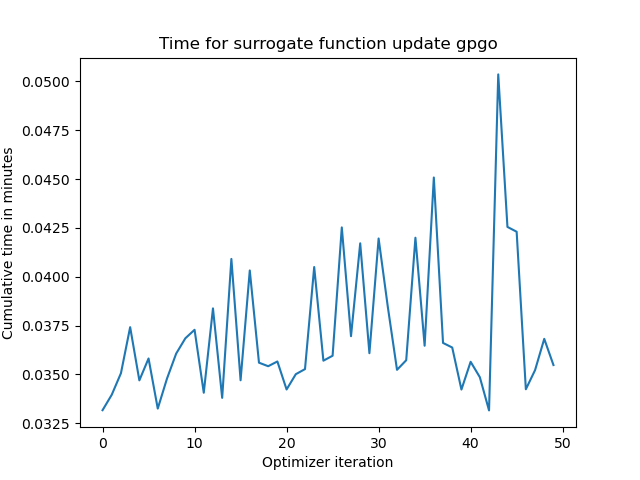 Time for surrogate function update gpgo
Cumulative time in minutes
0.0500
0.0475
0.0450
0.0425
0.0400
0.0375
0.0350
0.0325
0 10 20 30 40 50
Optimizer iteration